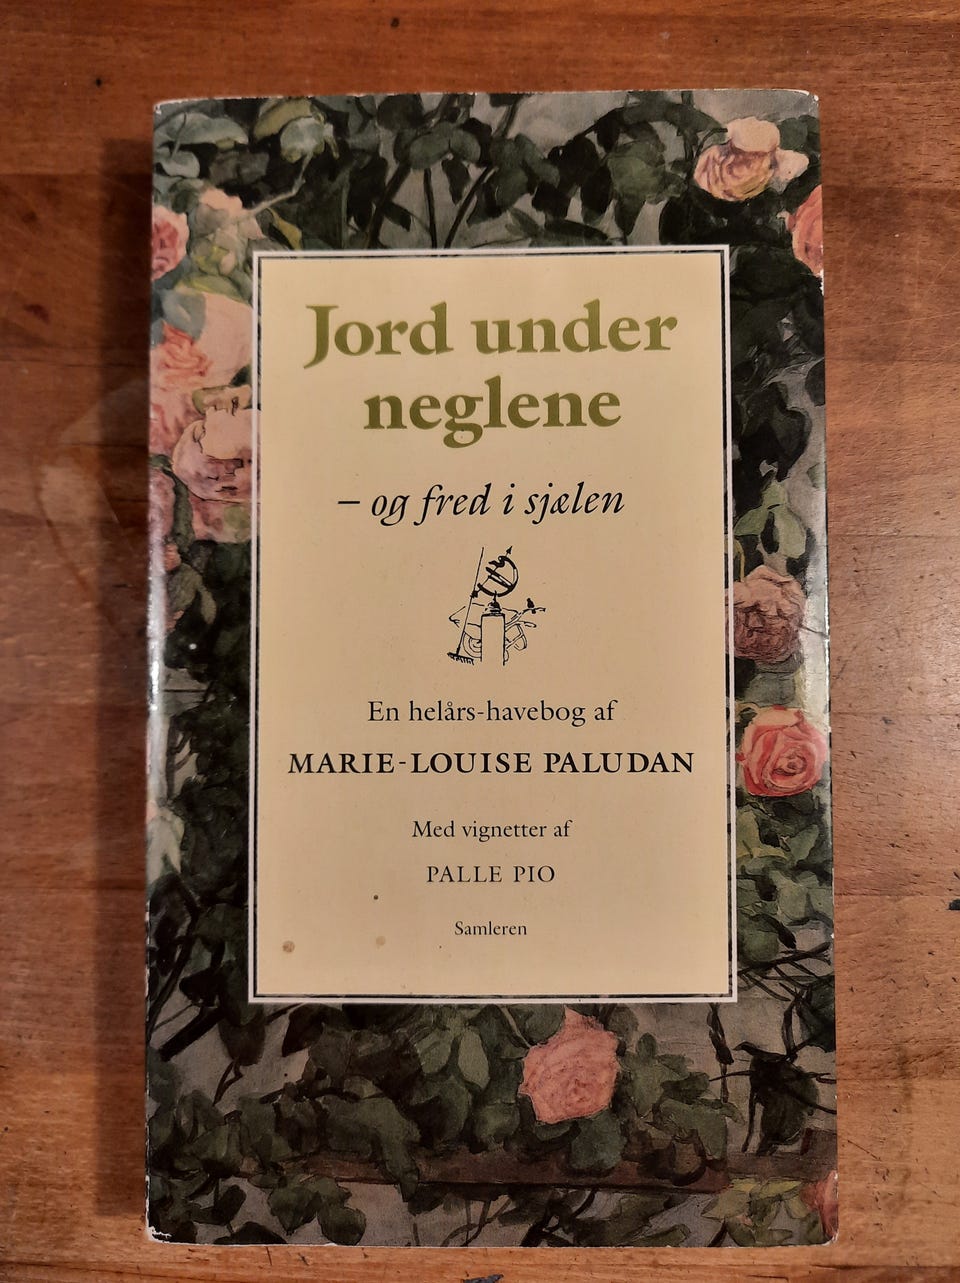 Jord under
neglene
– og fred i sjælen
En helårs-havebog af
MARIE-LOUISE PALUDAN
Med vignetter af
PALLE PIO
Samleren